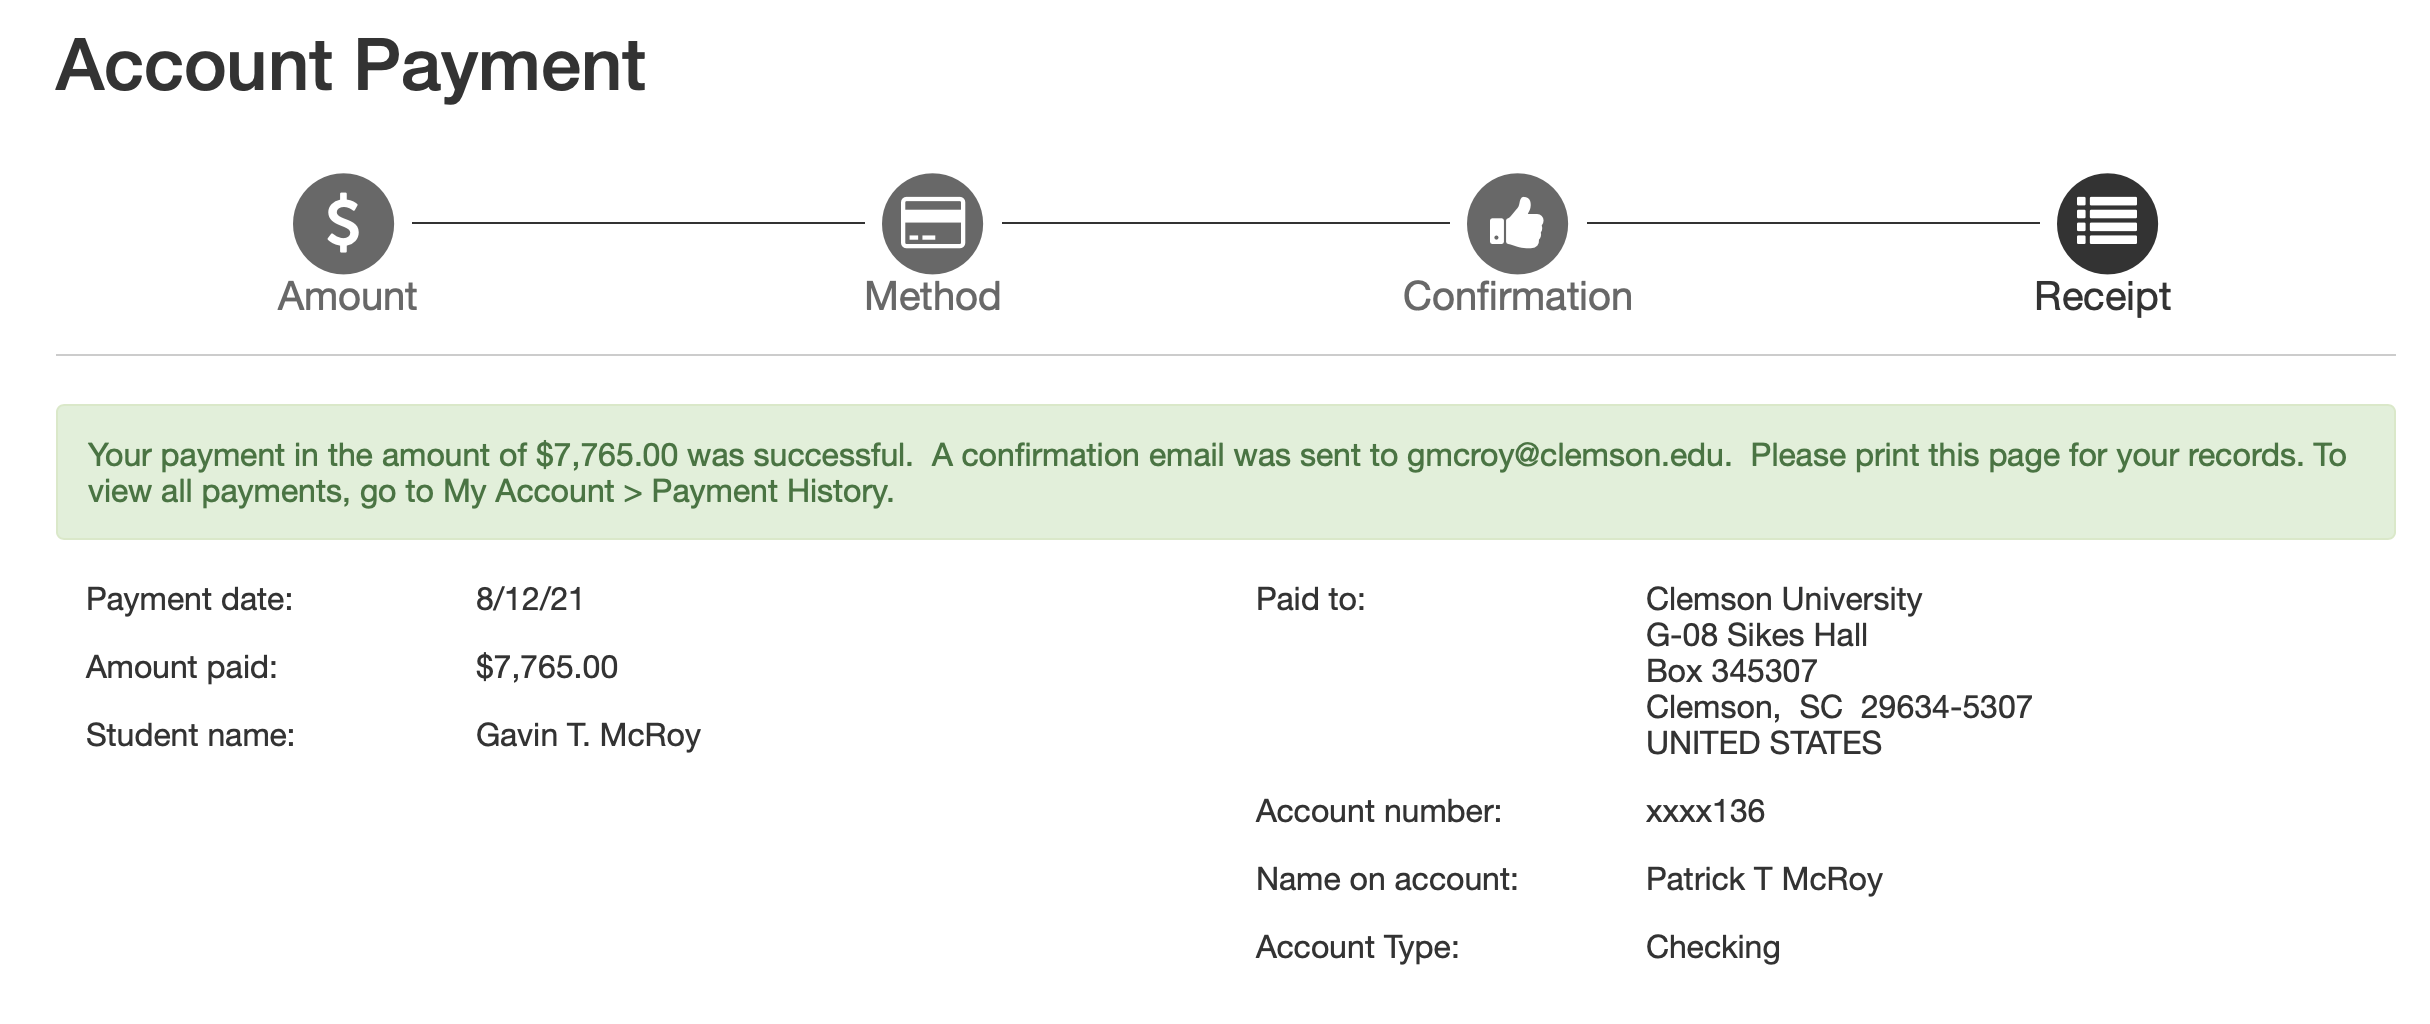 Account Payment
Amount
Method
Confirmation
Receipt
Your payment in the amount of $7,765.00 was successful.  A confirmation email was sent to gmcroy@clemson.edu.  Please print this page for your records. To
view all payments, go to My Account > Payment History.
Payment date: 8/12/21
Amount paid: $7,765.00
Student name: Gavin T. McRoy
Paid to: Clemson University
G-08 Sikes Hall
Box 345307
Clemson,  SC  29634-5307
UNITED STATES
Account number: xxxx136
Name on account: Patrick T McRoy
Account Type: Checking